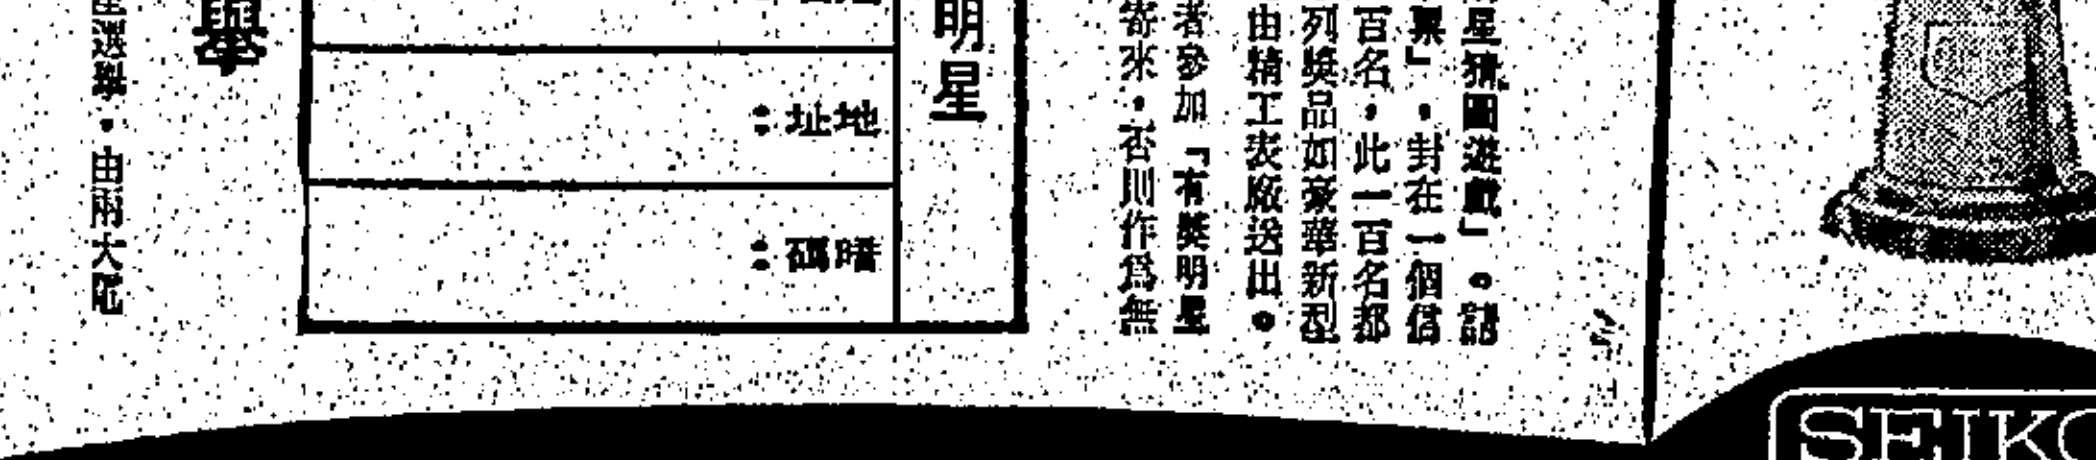 星猜圖遊戲」。請
票」，封在一個信
百名，此一百名都
列獎品如豪華新型
由精工表廠送出。
者參加「有獎明星
寄來，否則作爲無
明星
地址：
暗碼：
舉
選舉，由兩大
SEIKO